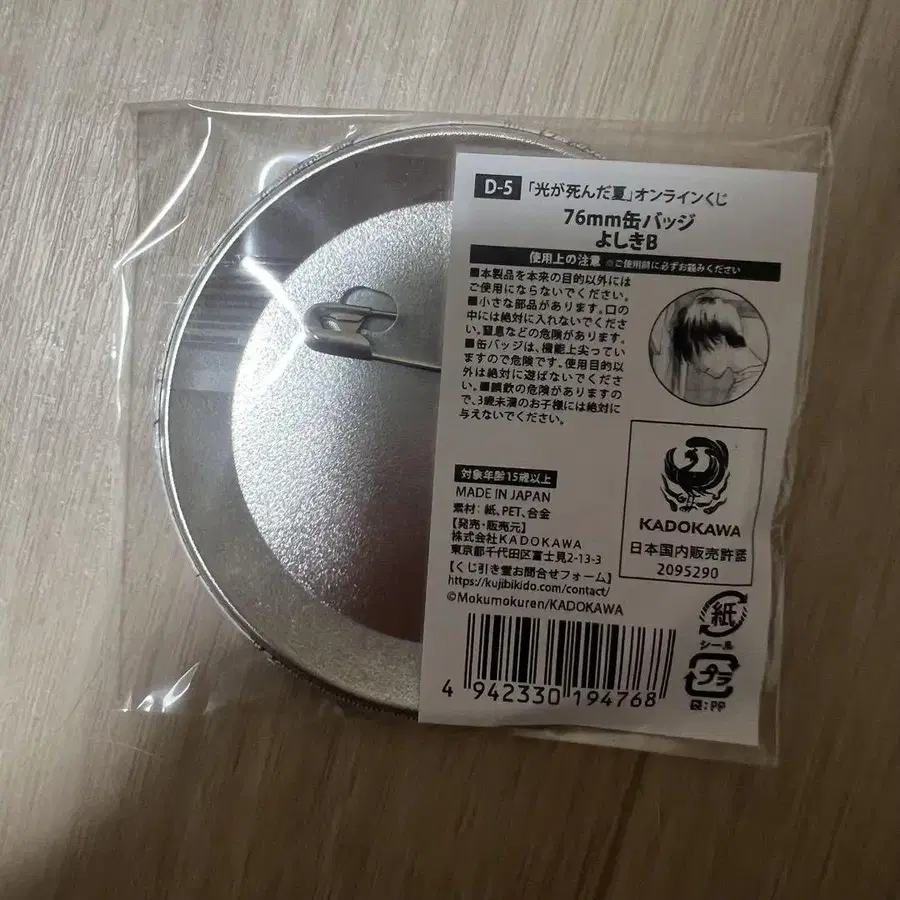 D-5 「光が死んだ夏」オンラインくじ
76mm缶バッジ
よしきB
使用上の注意 ※ご使用前に必ずお読みください
■本製品を本来の目的以外には
ご使用にならないでください。
■小さな部品があります。口の
中には絶対に入れないでくださ
い。窒息などの危険があります。
■缶バッジは、機能上尖ってい
ますので危険です。使用目的以
外は絶対に遊ばないでくださ
い。■誤飲の危険がありますの
で、3歳未満のお子様には絶対に
与えないでください。
対象年齢15歳以上
MADE IN JAPAN
素材：紙、PET、合金
【発売・販売元】
株式会社KADOKAWA
東京都千代田区富士見2-13-3
【くじ引き堂お問合せフォーム】
https://kujibikido.com/contact/
©Mokumokuren/KADOKAWA
4 942330 194768
KADOKAWA
日本国内販売許諾
2095290
紙
シール
プラ
袋:PP